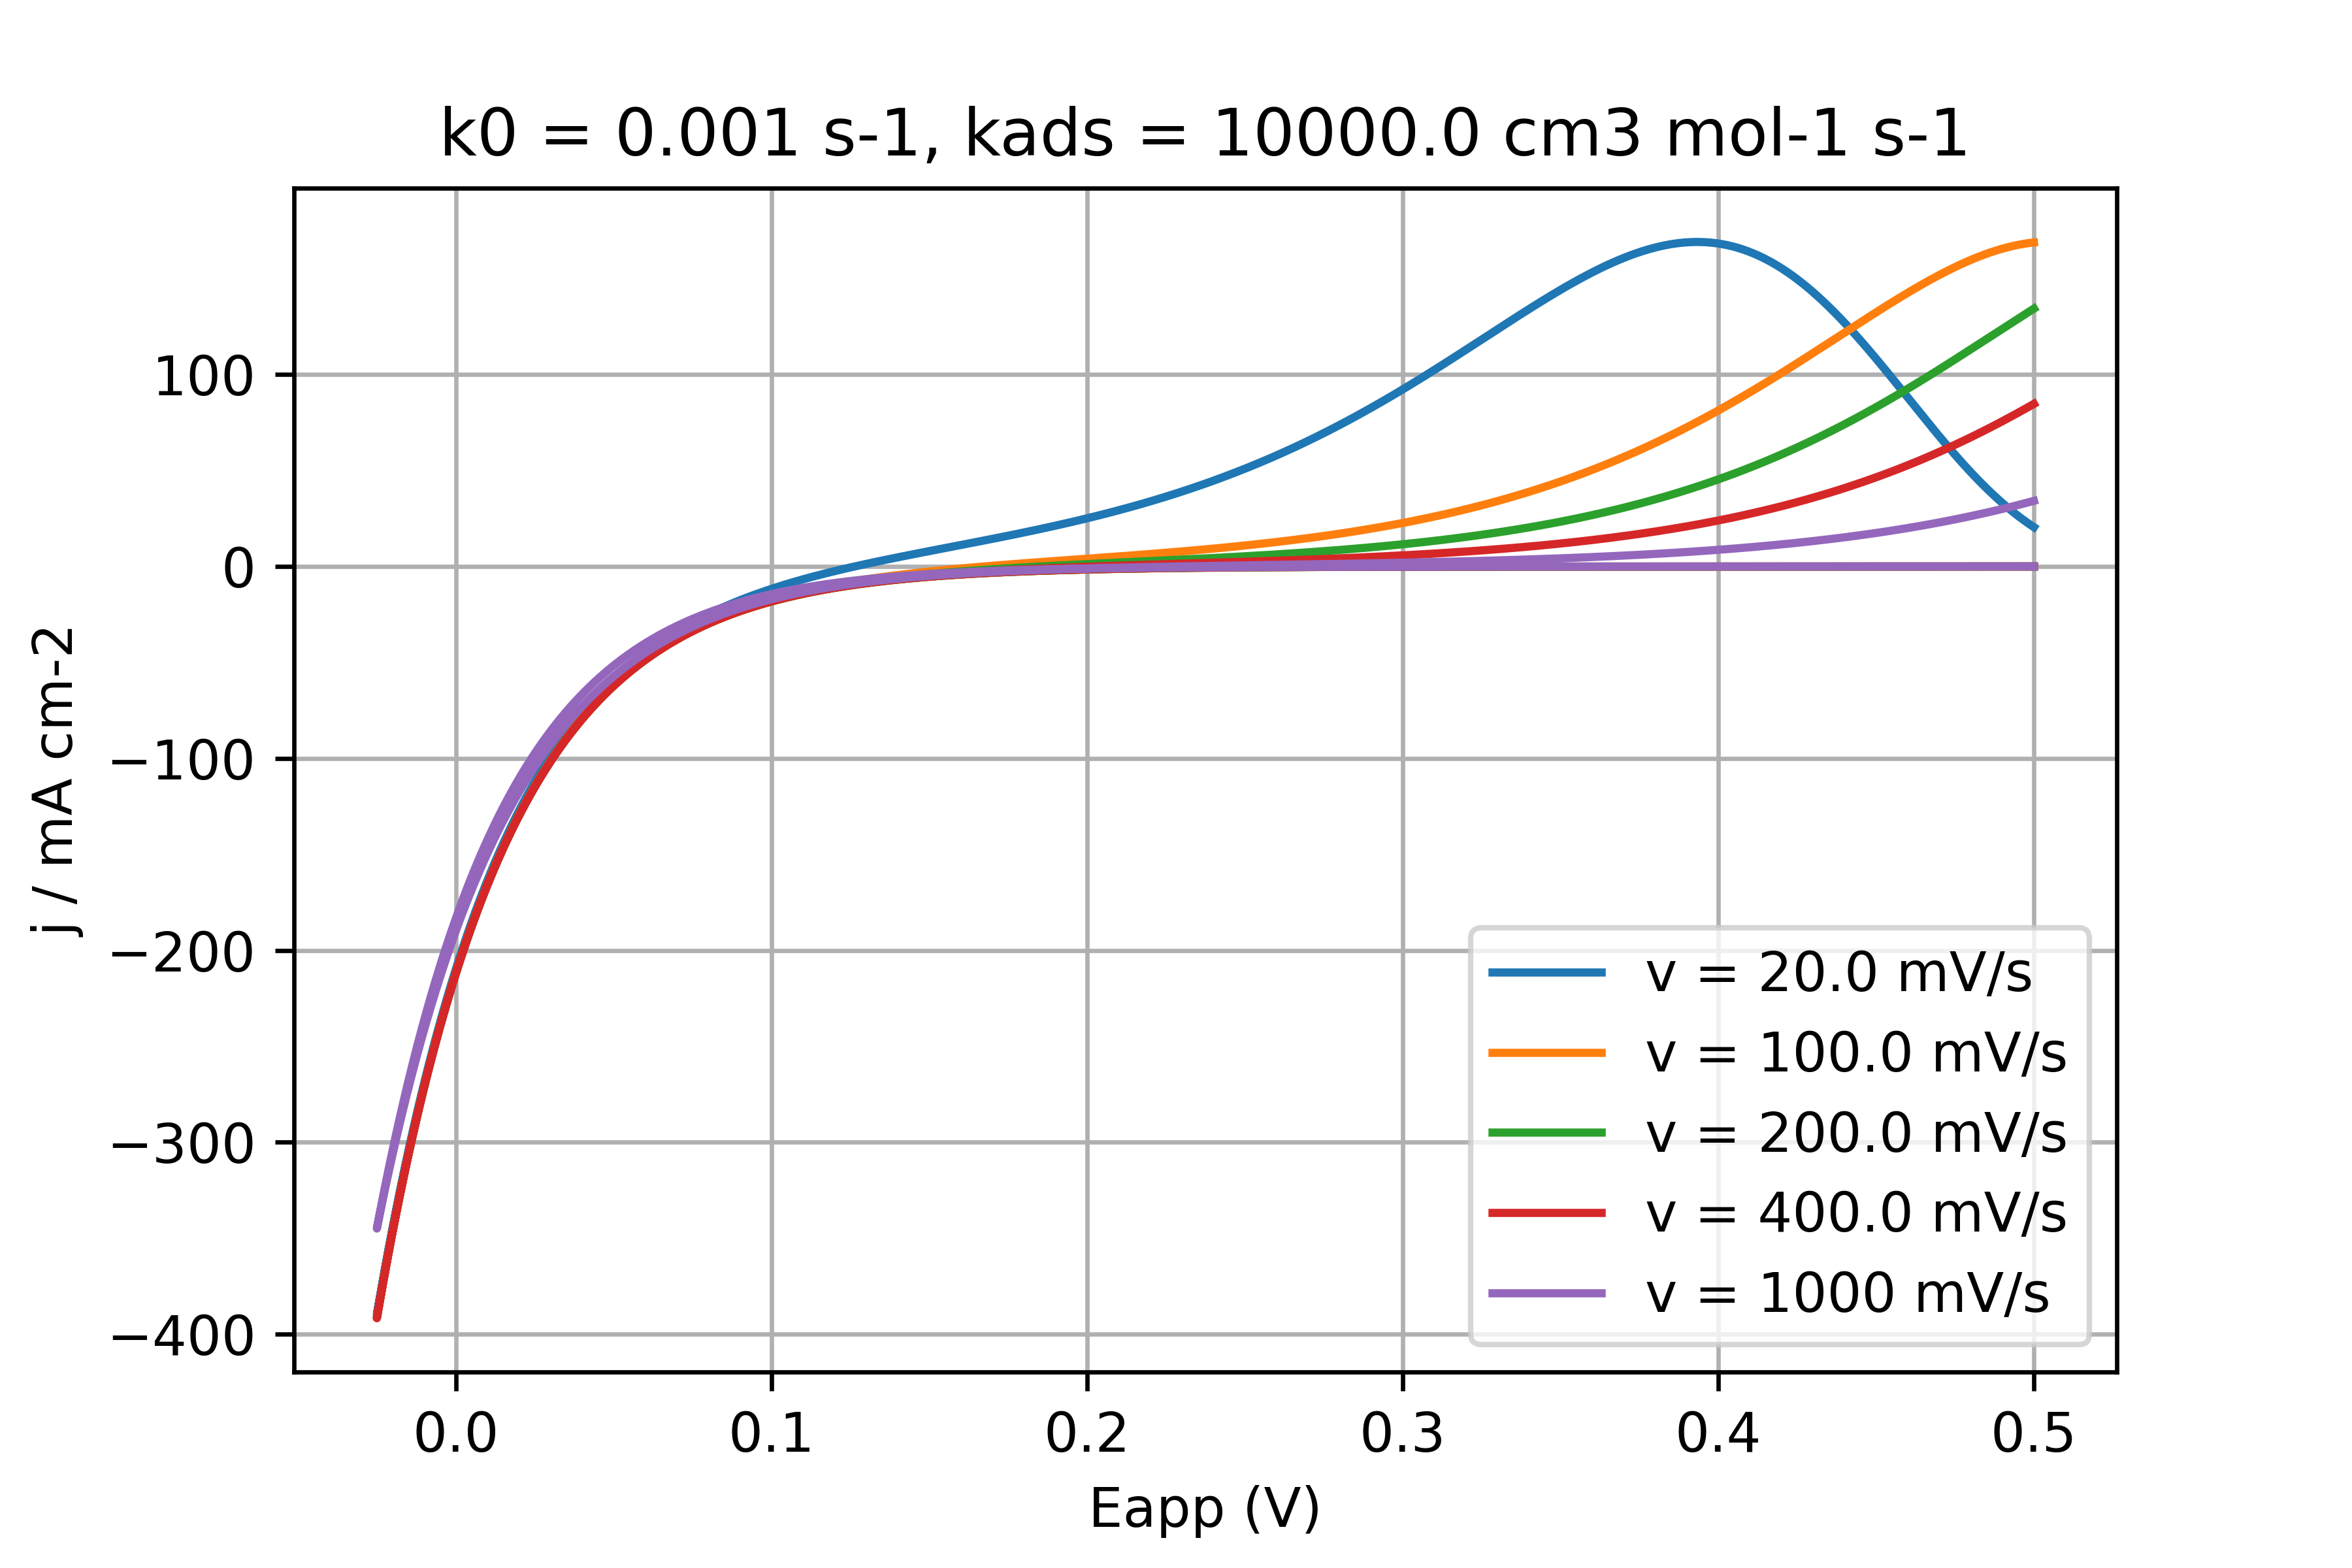 k0 = 0.001 s-1, kads = 10000.0 cm3 mol-1 s-1
j / mA cm-2
100
0
−100
−200
−300
−400
v = 20.0 mV/s
v = 100.0 mV/s
v = 200.0 mV/s
v = 400.0 mV/s
v = 1000 mV/s
0.0 0.1 0.2 0.3 0.4 0.5
Eapp (V)